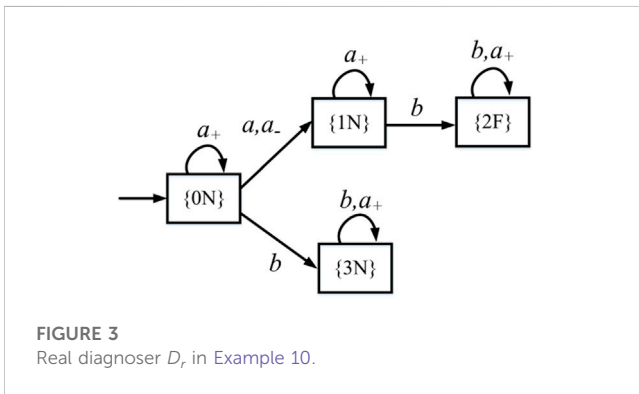 a₊
b,a₊
{1N}
b
{2F}
a₊
a,a₋
{0N}
b,a₊
b
{3N}
FIGURE 3
Real diagnoser Dᵣ in Example 10.